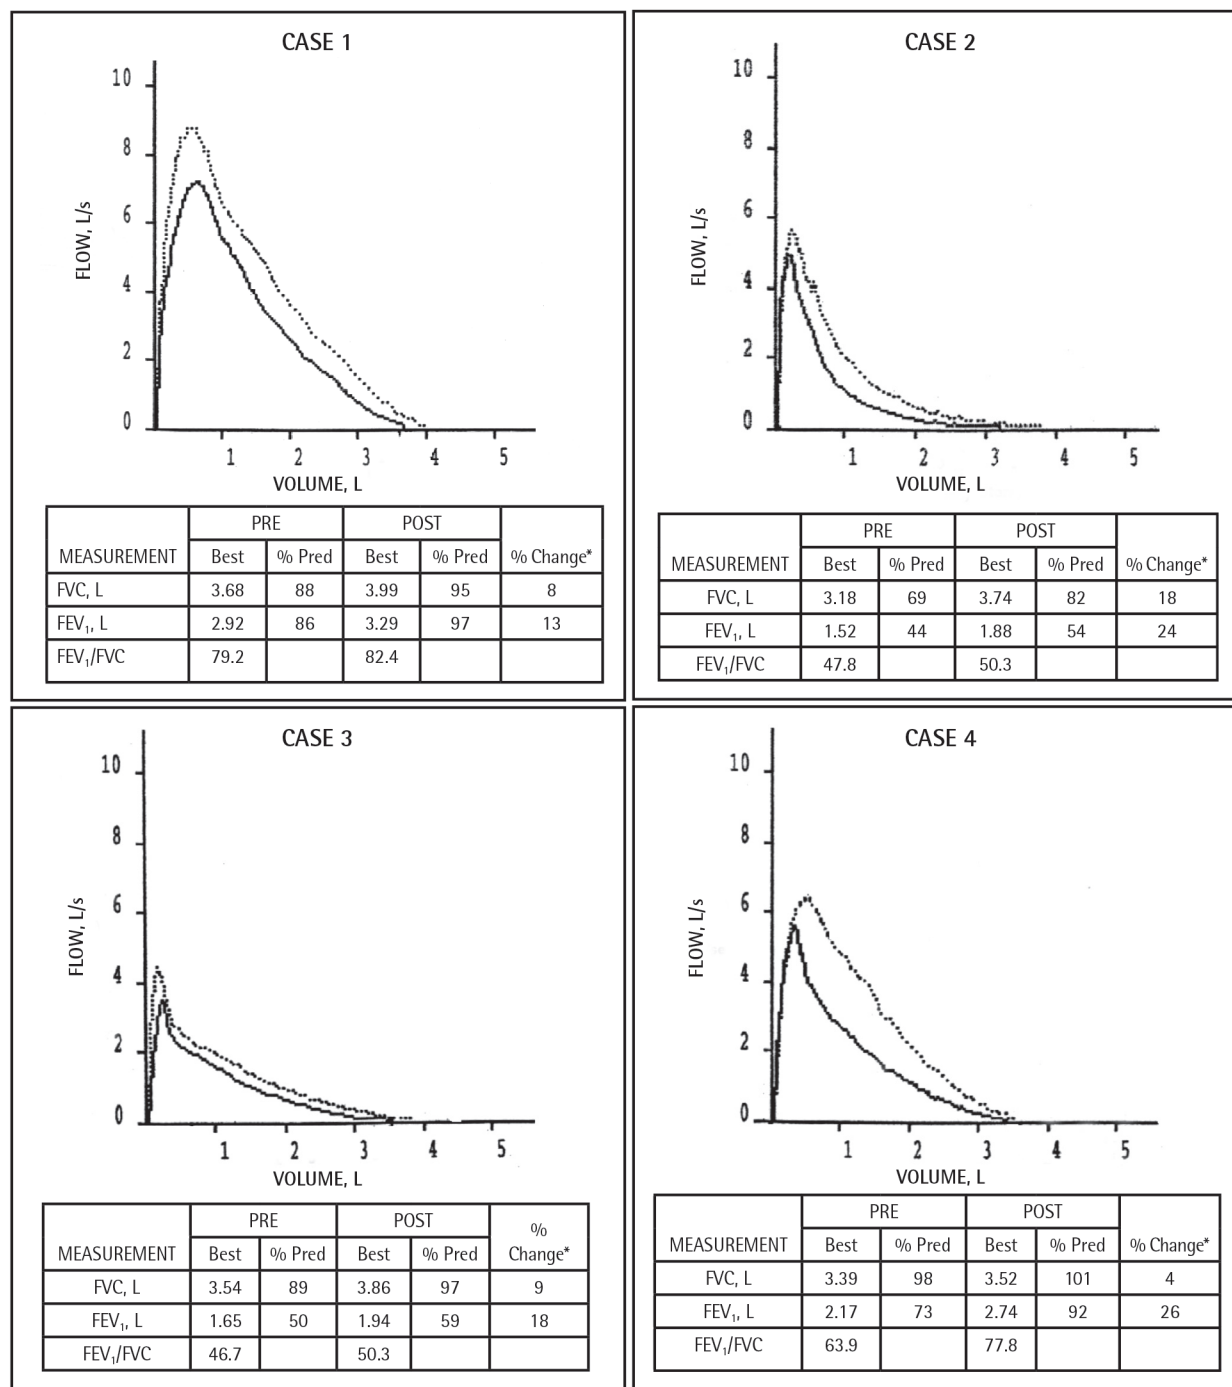 CASE 1
10
8
6
4
2
0
FLOW, L/s
1 2 3 4 5
VOLUME, L
PRE POST
MEASUREMENT Best % Pred Best % Pred % Change*
FVC, L 3.68 88 3.99 95 8
FEV₁, L 2.92 86 3.29 97 13
FEV₁/FVC 79.2 82.4
CASE 2
10
8
6
4
2
0
FLOW, L/s
1 2 3 4 5
VOLUME, L
PRE POST
MEASUREMENT Best % Pred Best % Pred % Change*
FVC, L 3.18 69 3.74 82 18
FEV₁, L 1.52 44 1.88 54 24
FEV₁/FVC 47.8 50.3
CASE 3
10
8
6
4
2
0
FLOW, L/s
1 2 3 4 5
VOLUME, L
PRE POST %
MEASUREMENT Best % Pred Best % Pred Change*
FVC, L 3.54 89 3.86 97 9
FEV₁, L 1.65 50 1.94 59 18
FEV₁/FVC 46.7 50.3
CASE 4
10
8
6
4
2
0
FLOW, L/s
1 2 3 4 5
VOLUME, L
PRE POST
MEASUREMENT Best % Pred Best % Pred % Change*
FVC, L 3.39 98 3.52 101 4
FEV₁, L 2.17 73 2.74 92 26
FEV₁/FVC 63.9 77.8